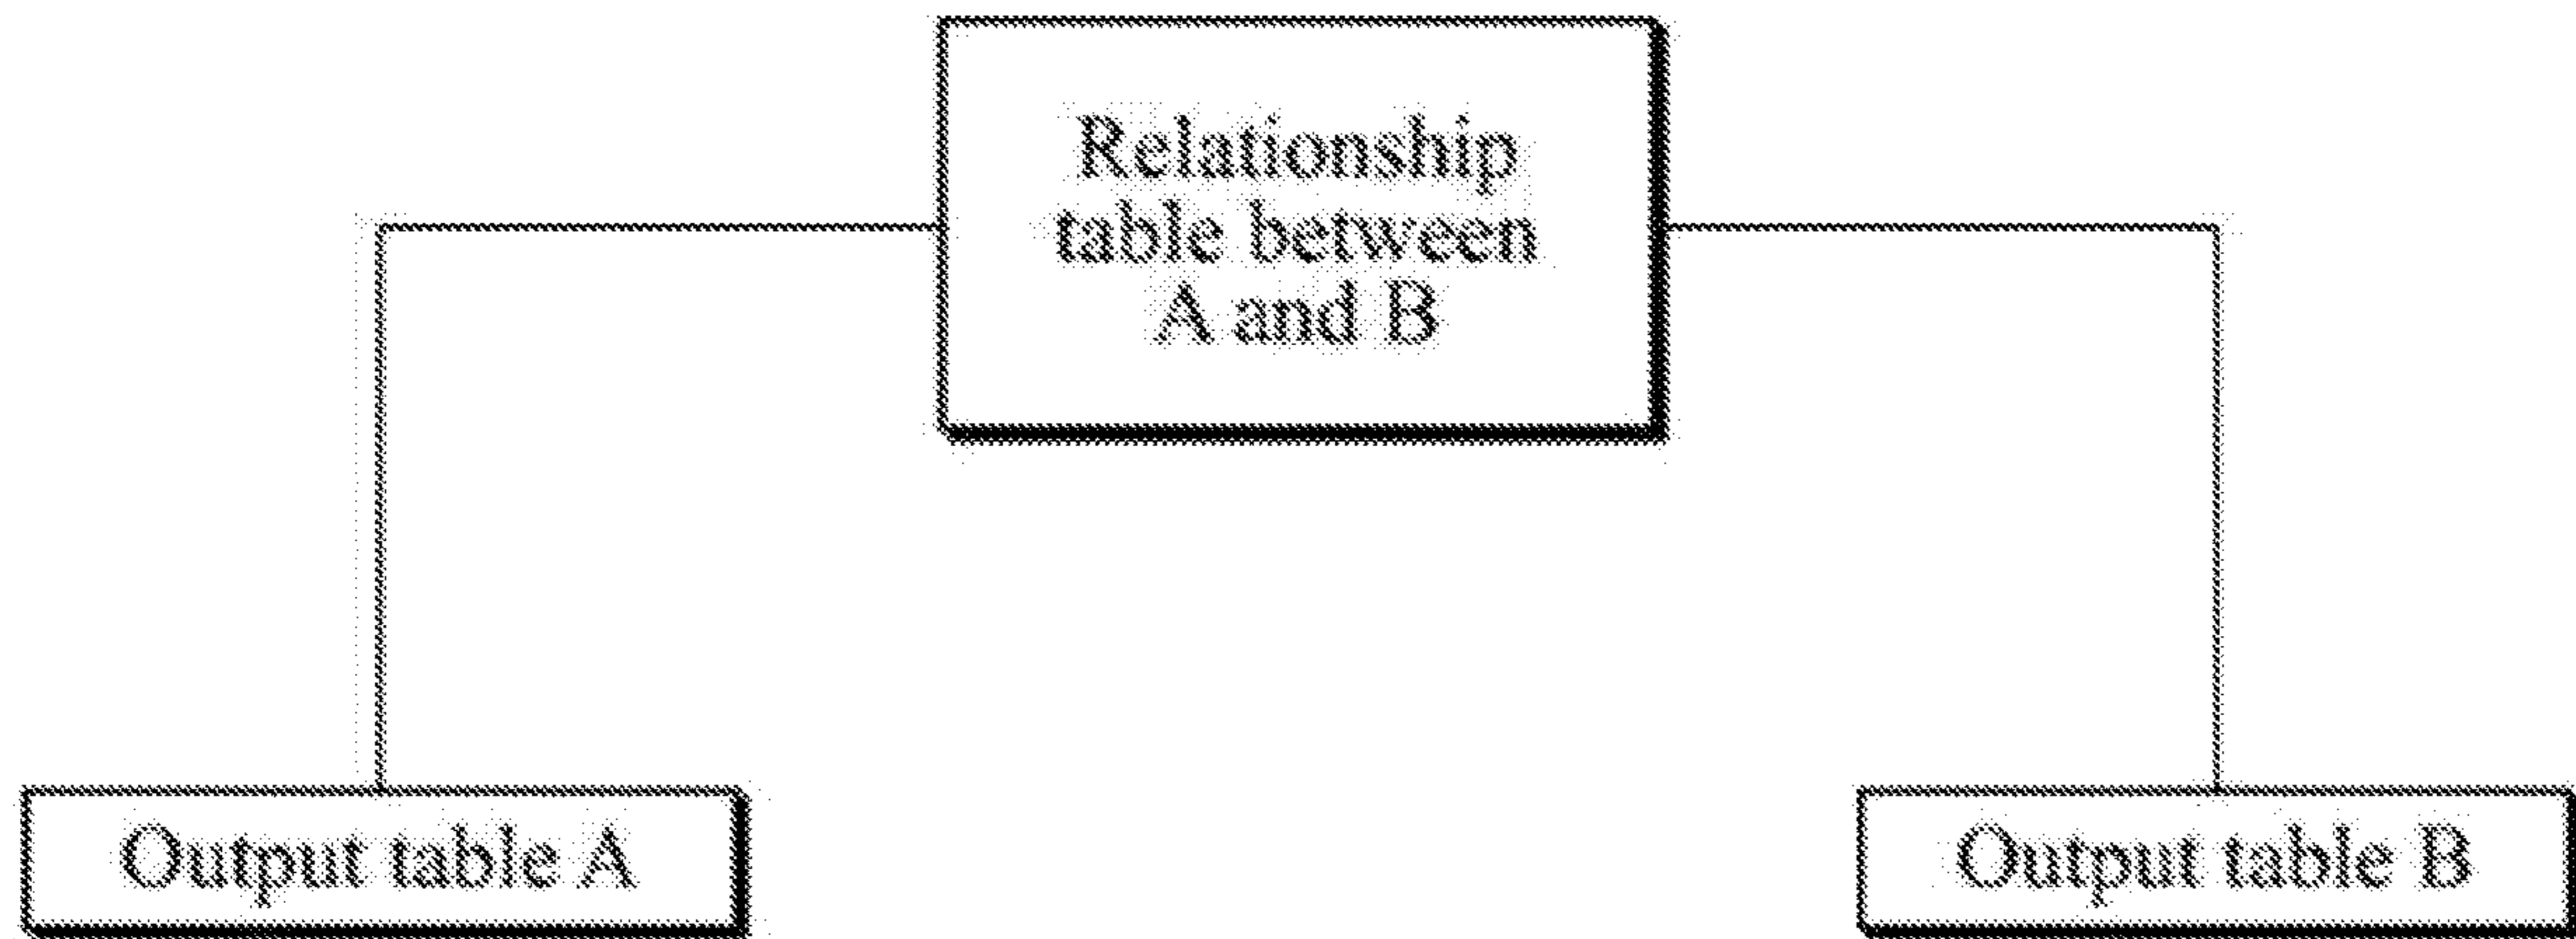 Relationship
table between
A and B
Output table A
Output table B